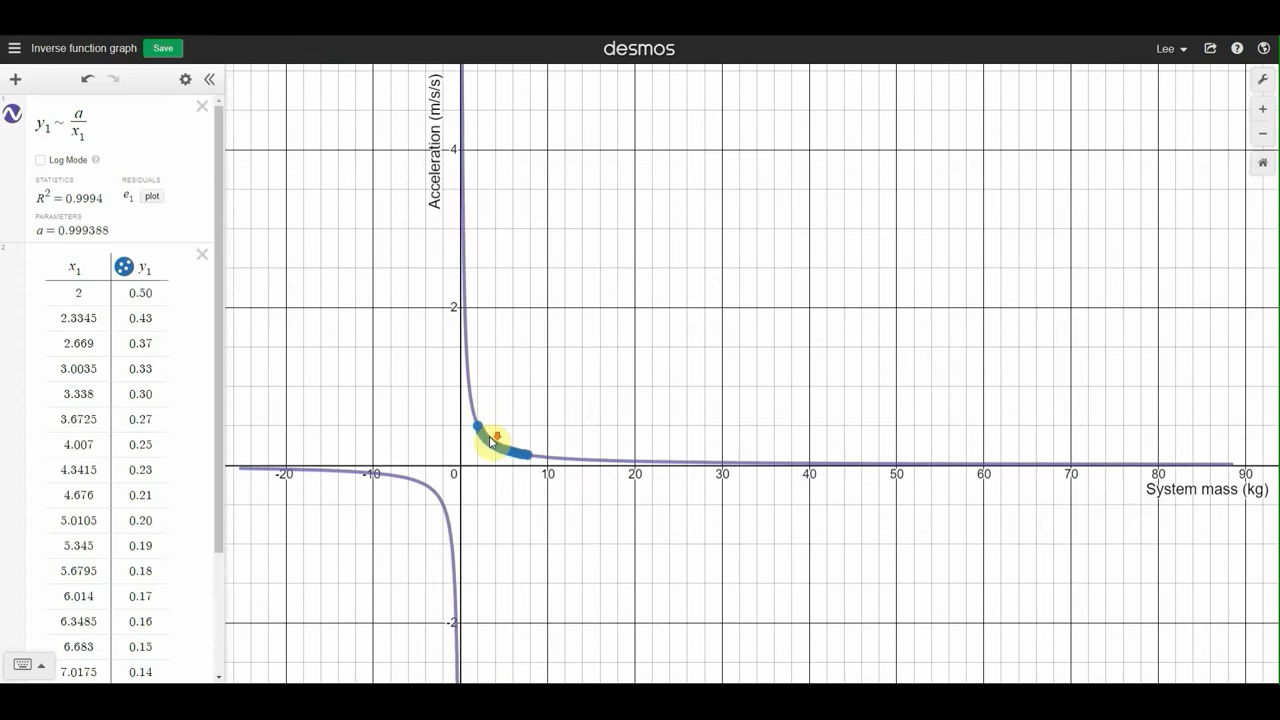 Inverse function graph Save desmos Lee
1
y₁ ~ a/x₁
Log Mode ?
STATISTICS RESIDUALS
R² = 0.9994 e₁ plot
PARAMETERS
a = 0.999388
2
x₁ y₁
2 0.50
2.3345 0.43
2.669 0.37
3.0035 0.33
3.338 0.30
3.6725 0.27
4.007 0.25
4.3415 0.23
4.676 0.21
5.0105 0.20
5.345 0.19
5.6795 0.18
6.014 0.17
6.3485 0.16
6.683 0.15
7.0175 0.14
Acceleration (m/s/s)
4
2
-20 -10 0 10 20 30 40 50 60 70 80 90
System mass (kg)
-2